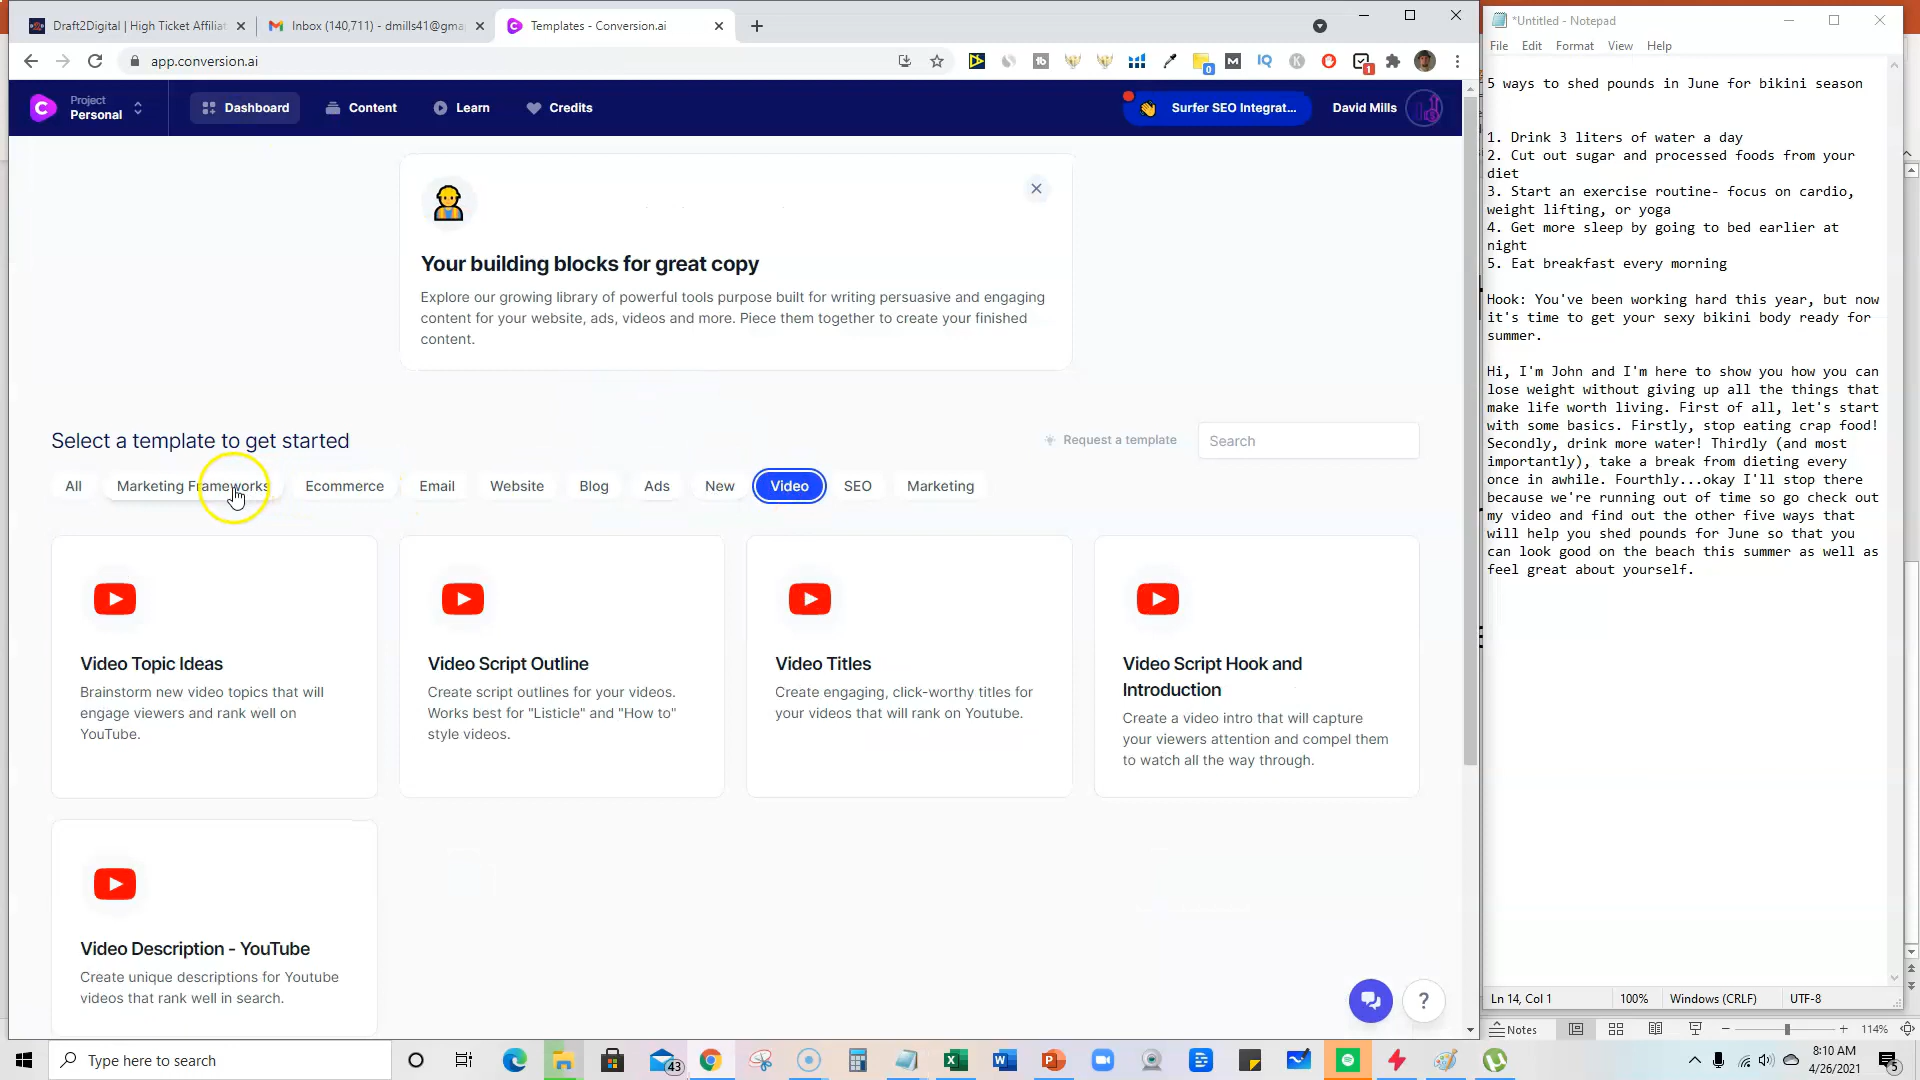 Draft2Digital | High Ticket Affiliat
Inbox (140,711) - dmills41@gma
Templates - Conversion.ai
app.conversion.ai
Project
Personal
Dashboard
Content
Learn
Credits
Surfer SEO Integrat...
David Mills
Your building blocks for great copy
Explore our growing library of powerful tools purpose built for writing persuasive and engaging
content for your website, ads, videos and more. Piece them together to create your finished
content.
Select a template to get started
Request a template
Search
All
Marketing Frameworks
Ecommerce
Email
Website
Blog
Ads
New
Video
SEO
Marketing
Video Topic Ideas
Brainstorm new video topics that will
engage viewers and rank well on
YouTube.
Video Script Outline
Create script outlines for your videos.
Works best for "Listicle" and "How to"
style videos.
Video Titles
Create engaging, click-worthy titles for
your videos that will rank on Youtube.
Video Script Hook and
Introduction
Create a video intro that will capture
your viewers attention and compel them
to watch all the way through.
Video Description - YouTube
Create unique descriptions for Youtube
videos that rank well in search.
?
*Untitled - Notepad
File Edit Format View Help
5 ways to shed pounds in June for bikini season
1. Drink 3 liters of water a day
2. Cut out sugar and processed foods from your
diet
3. Start an exercise routine- focus on cardio,
weight lifting, or yoga
4. Get more sleep by going to bed earlier at
night
5. Eat breakfast every morning
Hook: You've been working hard this year, but now
it's time to get your sexy bikini body ready for
summer.
Hi, I'm John and I'm here to show you how you can
lose weight without giving up all the things that
make life worth living. First of all, let's start
with some basics. Firstly, stop eating crap food!
Secondly, drink more water! Thirdly (and most
importantly), take a break from dieting every
once in awhile. Fourthly...okay I'll stop there
because we're running out of time so go check out
my video and find out the other five ways that
will help you shed pounds for June so that you
can look good on the beach this summer as well as
feel great about yourself.
Ln 14, Col 1
100%
Windows (CRLF)
UTF-8
Notes
114%
Type here to search
43
8:10 AM
4/26/2021
5